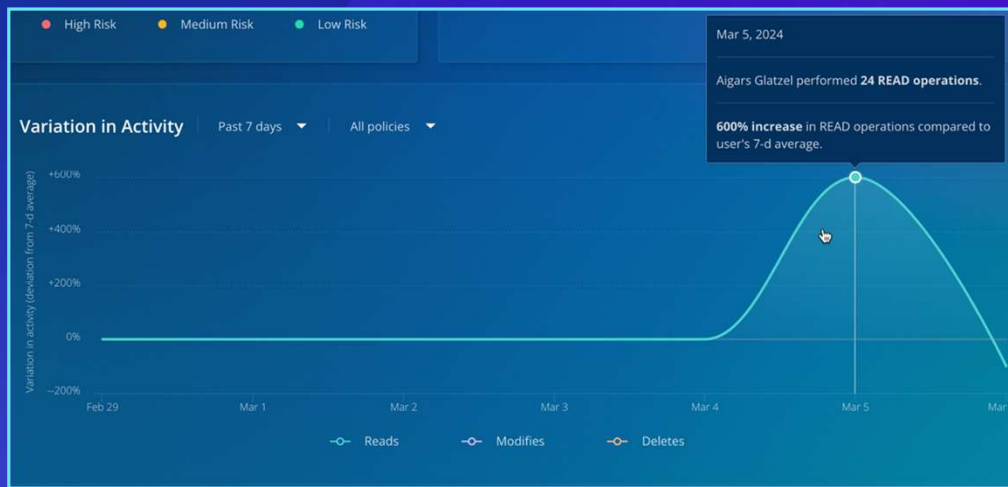 High Risk
Medium Risk
Low Risk
Mar 5, 2024
Aigars Glatzel performed 24 READ operations.
600% increase in READ operations compared to
user's 7-d average.
Variation in Activity
Past 7 days
All policies
Variation in activity (deviation from 7-d average)
+600%
+400%
+200%
0%
−200%
Feb 29
Mar 1
Mar 2
Mar 3
Mar 4
Mar 5
Mar
Reads
Modifies
Deletes